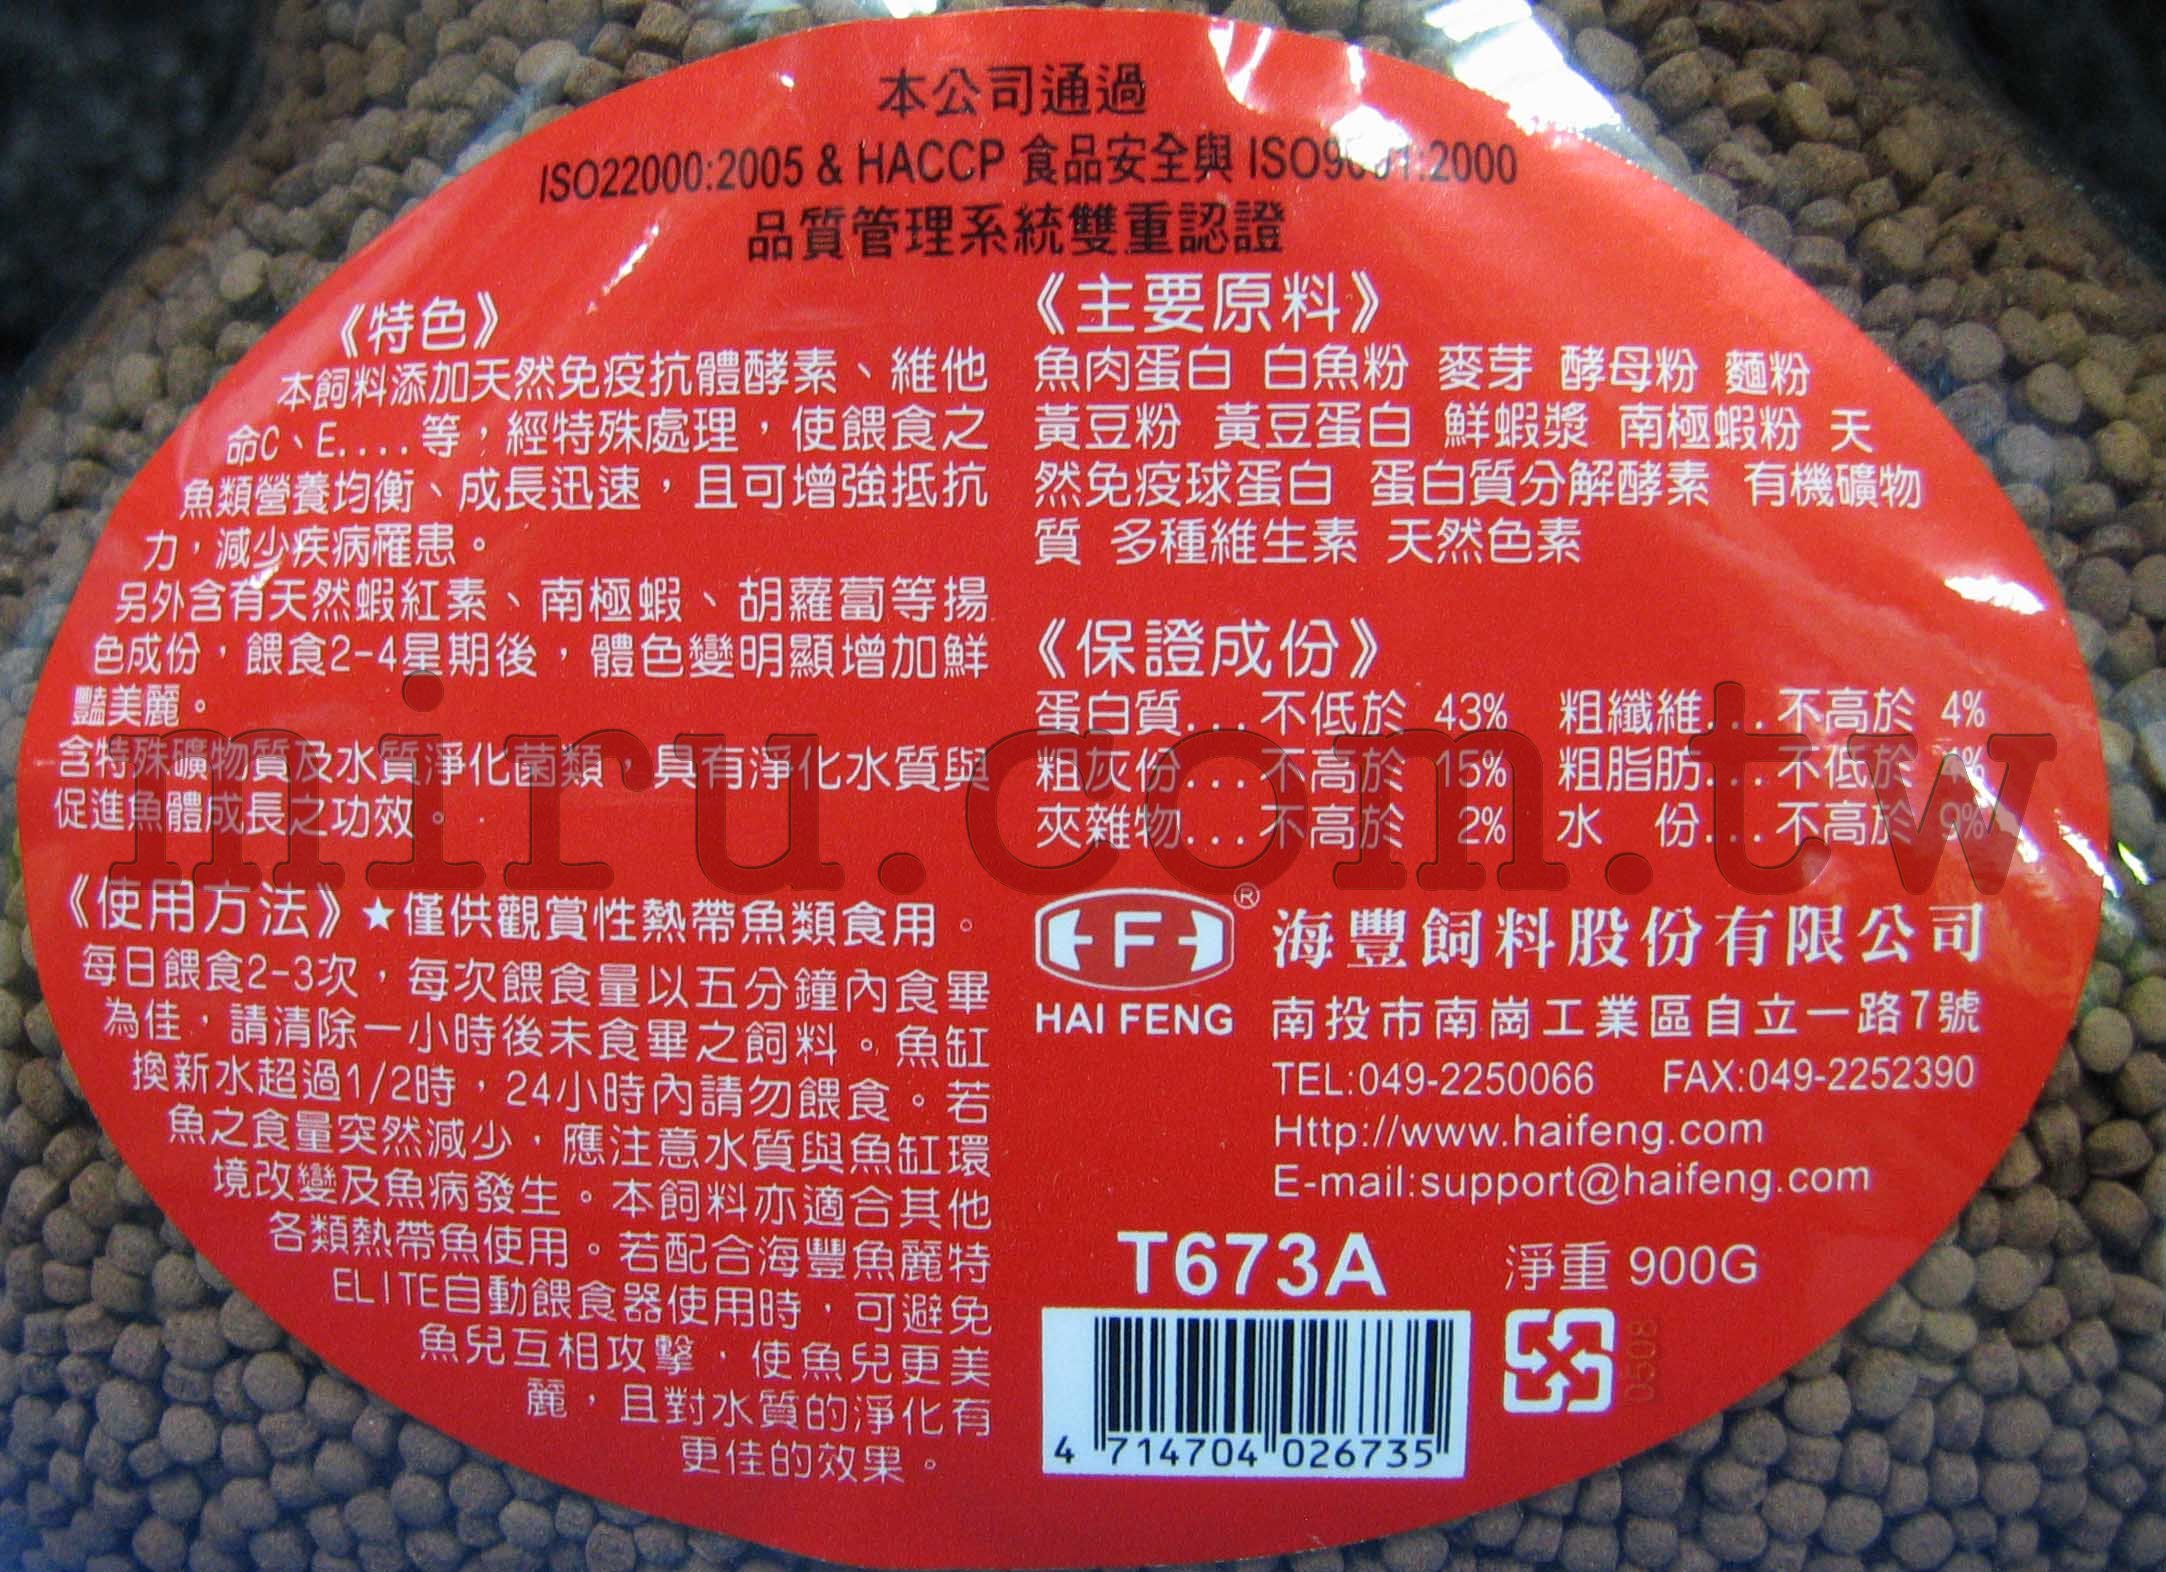 本公司通過
ISO22000:2005 & HACCP 食品安全與 ISO9001:2000
品質管理系統雙重認證
《特色》
本飼料添加天然免疫抗體酵素、維他
命C、E....等，經特殊處理，使餵食之
魚類營養均衡、成長迅速，且可增強抵抗
力，減少疾病罹患。
另外含有天然蝦紅素、南極蝦、胡蘿蔔等揚
色成份，餵食2-4星期後，體色變明顯增加鮮
豔美麗。
含特殊礦物質及水質淨化菌類，具有淨化水質與
促進魚體成長之功效。
《使用方法》★僅供觀賞性熱帶魚類食用。
每日餵食2-3次，每次餵食量以五分鐘內食畢
為佳，請清除一小時後未食畢之飼料。魚缸
換新水超過1/2時，24小時內請勿餵食。若
魚之食量突然減少，應注意水質與魚缸環
境改變及魚病發生。本飼料亦適合其他
各類熱帶魚使用。若配合海豐魚麗特
ELITE自動餵食器使用時，可避免
魚兒互相攻擊，使魚兒更美
麗，且對水質的淨化有
更佳的效果。
《主要原料》
魚肉蛋白 白魚粉 麥芽 酵母粉 麵粉
黃豆粉 黃豆蛋白 鮮蝦漿 南極蝦粉 天
然免疫球蛋白 蛋白質分解酵素 有機礦物
質 多種維生素 天然色素
《保證成份》
蛋白質...不低於 43% 粗纖維...不高於 4%
粗灰份...不高於 15% 粗脂肪...不低於 4%
夾雜物...不高於 2% 水 份...不高於 9%
miru.com.tw
F ®
HAI FENG
海豐飼料股份有限公司
南投市南崗工業區自立一路7號
TEL:049-2250066 FAX:049-2252390
Http://www.haifeng.com
E-mail:support@haifeng.com
T673A
淨重 900G
0508
4 714704 026735